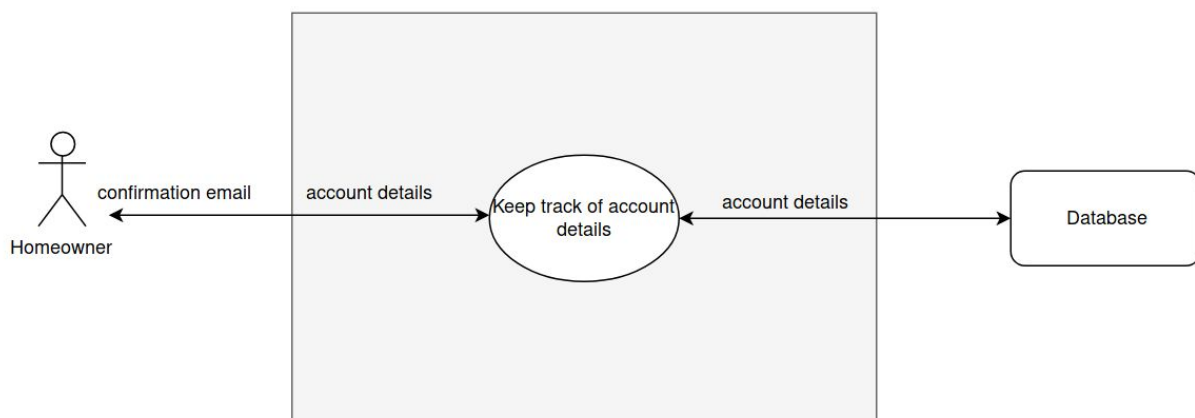 confirmation email
account details
Homeowner
Keep track of account
details
account details
Database